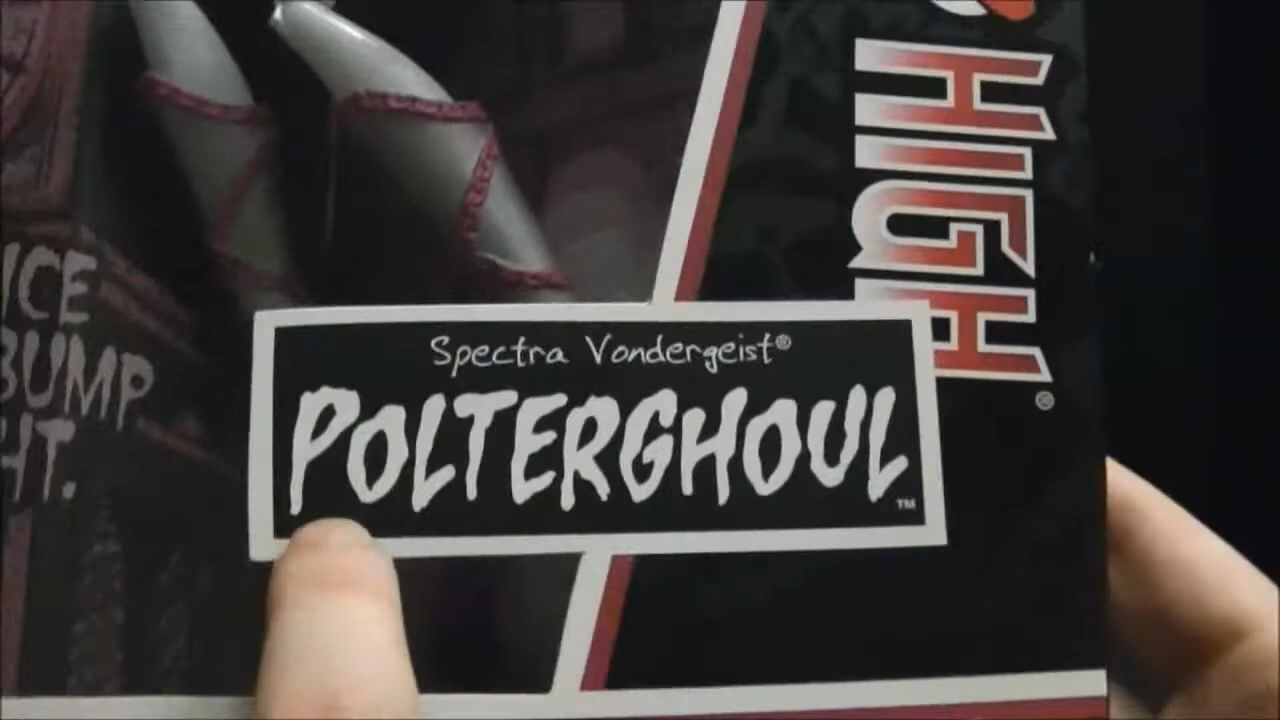 HIGH®
Spectra Vondergeist®
POLTERGHOUL™
ICE
BUMP
HT.